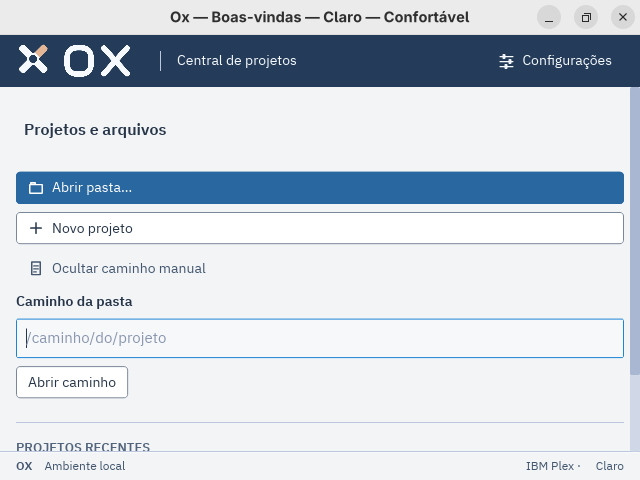 Ox — Boas-vindas — Claro — Confortável
OX Central de projetos Configurações
Projetos e arquivos
Abrir pasta...
Novo projeto
Ocultar caminho manual
Caminho da pasta
/caminho/do/projeto
Abrir caminho
PROJETOS RECENTES
OX Ambiente local IBM Plex · Claro